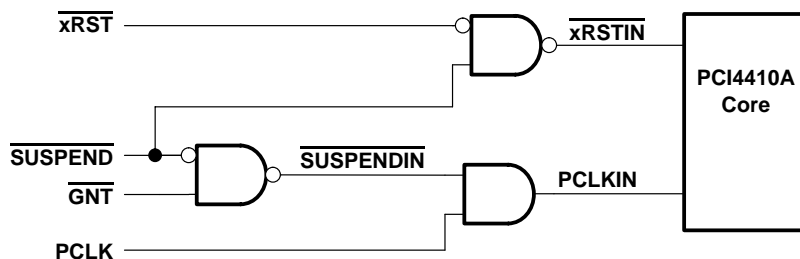 xRST
xRSTIN
PCI4410A
Core
SUSPEND
SUSPENDIN
GNT
PCLKIN
PCLK